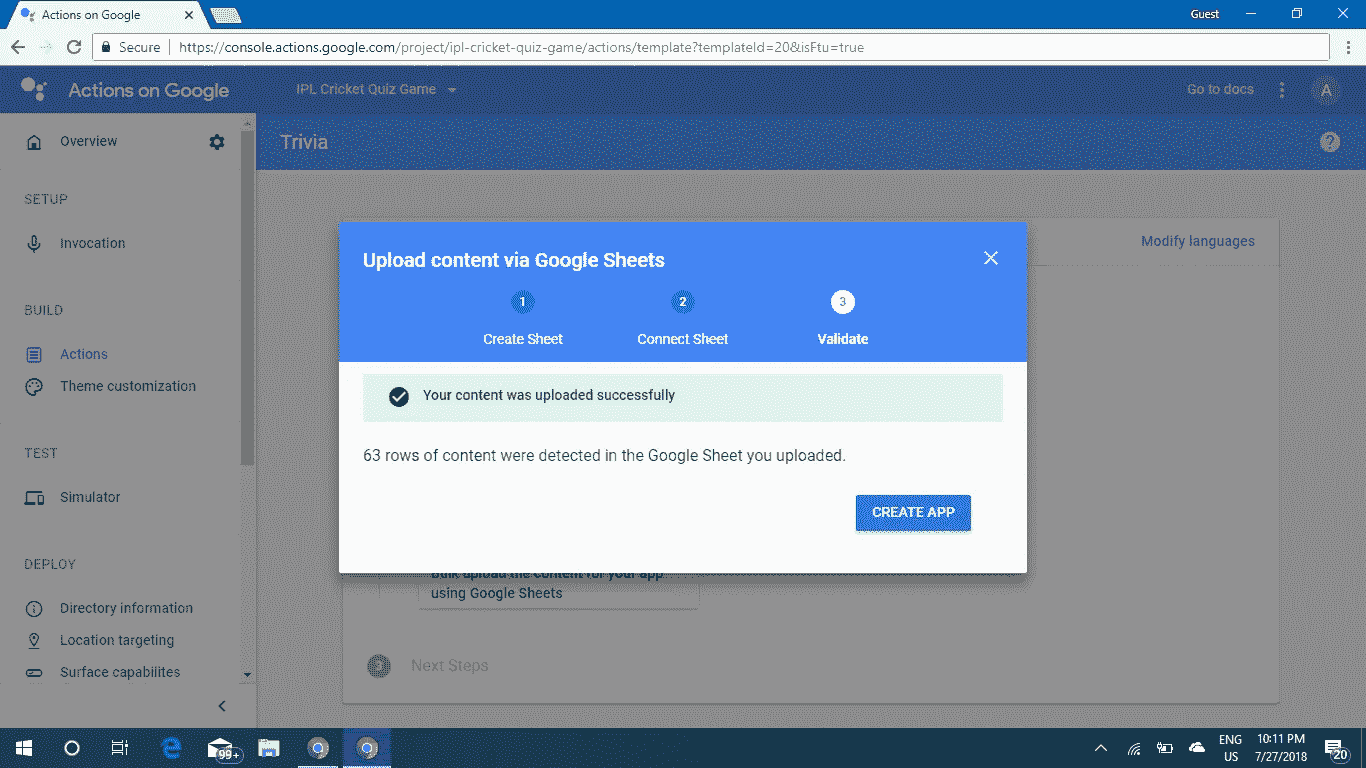 Actions on Google
Guest
Secure
https://console.actions.google.com/project/ipl-cricket-quiz-game/actions/template?templateId=20&isFtu=true
Actions on Google
IPL Cricket Quiz Game
Go to docs
A
Overview
Trivia
?
SETUP
Invocation
BUILD
Actions
Theme customization
TEST
Simulator
DEPLOY
Directory information
Location targeting
Surface capabilites
Modify languages
Upload content via Google Sheets
1 2 3
Create Sheet Connect Sheet Validate
Your content was uploaded successfully
63 rows of content were detected in the Google Sheet you uploaded.
CREATE APP
Bulk upload the content for your app
using Google Sheets
Next Steps
99+
ENG
US
10:11 PM
7/27/2018
20